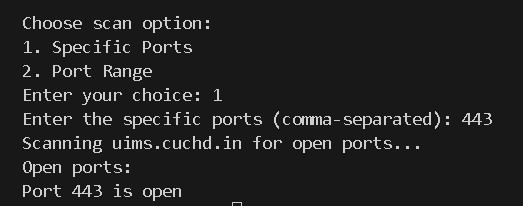 Choose scan option:
1. Specific Ports
2. Port Range
Enter your choice: 1
Enter the specific ports (comma-separated): 443
Scanning uims.cuchd.in for open ports...
Open ports:
Port 443 is open